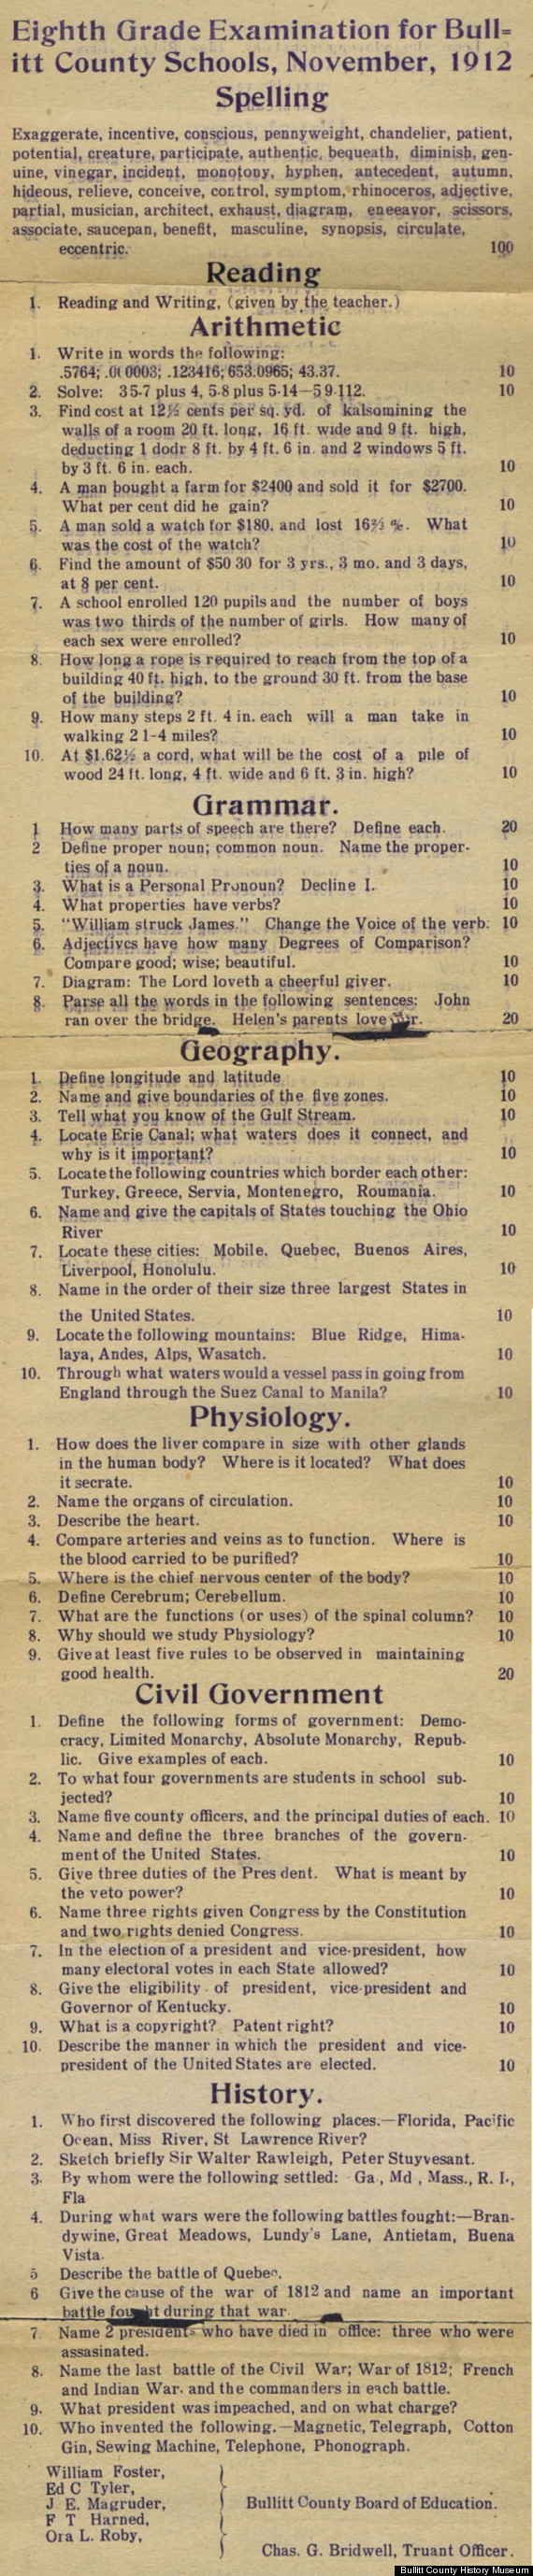 Eighth Grade Examination for Bull=
itt County Schools, November, 1912
Spelling
Exaggerate, incentive, conscious, pennyweight, chandelier, patient,
potential, creature, participate, authentic, bequeath, diminish, gen-
uine, vinegar, incident, monotony, hyphen, antecedent, autumn,
hideous, relieve, conceive, control, symptom, rhinoceros, adjective,
partial, musician, architect, exhaust, diagram, eneeavor, scissors,
associate, saucepan, benefit, masculine, synopsis, circulate,
eccentric. 100
Reading
1. Reading and Writing, (given by the teacher.)
Arithmetic
1. Write in words the following:
.5764; .0( 0003; .123416; 653.0965; 43.37. 10
2. Solve: 35-7 plus 4, 5-8 plus 5-14—59-112. 10
3. Find cost at 12½ cents per sq. yd. of kalsomining the
walls of a room 20 ft. long, 16 ft. wide and 9 ft. high,
deducting 1 dodr 8 ft. by 4 ft. 6 in. and 2 windows 5 ft.
by 3 ft. 6 in. each. 10
4. A man bought a farm for $2400 and sold it for $2700.
What per cent did he gain? 10
5. A man sold a watch for $180, and lost 16⅔ %. What
was the cost of the watch? 10
6. Find the amount of $50 30 for 3 yrs., 3 mo. and 3 days,
at 8 per cent. 10
7. A school enrolled 120 pupils and the number of boys
was two thirds of the number of girls. How many of
each sex were enrolled? 10
8. How long a rope is required to reach from the top of a
building 40 ft. high, to the ground 30 ft. from the base
of the building? 10
9. How many steps 2 ft. 4 in. each will a man take in
walking 2 1-4 miles? 10
10. At $1.62½ a cord, what will be the cost of a pile of
wood 24 ft. long, 4 ft. wide and 6 ft. 3 in. high? 10
Grammar.
1 How many parts of speech are there? Define each. 20
2 Define proper noun; common noun. Name the proper-
ties of a noun. 10
3. What is a Personal Pronoun? Decline I. 10
4. What properties have verbs? 10
5. "William struck James." Change the Voice of the verb. 10
6. Adjectives have how many Degrees of Comparison?
Compare good; wise; beautiful. 10
7. Diagram: The Lord loveth a cheerful giver. 10
8. Parse all the words in the following sentences: John
ran over the bridge. Helen's parents love 20
Geography.
1. Define longitude and latitude 10
2. Name and give boundaries of the five zones. 10
3. Tell what you know of the Gulf Stream. 10
4. Locate Erie Canal; what waters does it connect, and
why is it important? 10
5. Locate the following countries which border each other:
Turkey, Greece, Servia, Montenegro, Roumania. 10
6. Name and give the capitals of States touching the Ohio
River 10
7. Locate these cities: Mobile, Quebec, Buenos Aires,
Liverpool, Honolulu. 10
8. Name in the order of their size three largest States in
the United States. 10
9. Locate the following mountains: Blue Ridge, Hima-
laya, Andes, Alps, Wasatch. 10
10. Through what waters would a vessel pass in going from
England through the Suez Canal to Manila? 10
Physiology.
1. How does the liver compare in size with other glands
in the human body? Where is it located? What does
it secrate. 10
2. Name the organs of circulation. 10
3. Describe the heart. 10
4. Compare arteries and veins as to function. Where is
the blood carried to be purified? 10
5. Where is the chief nervous center of the body? 10
6. Define Cerebrum; Cerebellum. 10
7. What are the functions (or uses) of the spinal column? 10
8. Why should we study Physiology? 10
9. Give at least five rules to be observed in maintaining
good health. 20
Civil Government
1. Define the following forms of government: Demo-
cracy, Limited Monarchy, Absolute Monarchy, Repub-
lic. Give examples of each. 10
2. To what four governments are students in school sub-
jected? 10
3. Name five county officers, and the principal duties of each. 10
4. Name and define the three branches of the govern-
ment of the United States. 10
5. Give three duties of the Pres dent. What is meant by
the veto power? 10
6. Name three rights given Congress by the Constitution
and two rights denied Congress. 10
7. In the election of a president and vice-president, how
many electoral votes in each State allowed? 10
8. Give the eligibility of president, vice-president and
Governor of Kentucky. 10
9. What is a copyright? Patent right? 10
10. Describe the manner in which the president and vice-
president of the United States are elected. 10
History.
1. Who first discovered the following places.—Florida, Pacific
Ocean, Miss River, St Lawrence River?
2. Sketch briefly Sir Walter Rawleigh, Peter Stuyvesant.
3. By whom were the following settled: Ga., Md , Mass., R. I.,
Fla
4. During what wars were the following battles fought:—Bran-
dywine, Great Meadows, Lundy's Lane, Antietam, Buena
Vista.
5 Describe the battle of Quebec.
6 Give the cause of the war of 1812 and name an important
battle fought during that war
7. Name 2 presidents who have died in office: three who were
assasinated.
8. Name the last battle of the Civil War; War of 1812; French
and Indian War. and the commanders in each battle.
9. What president was impeached, and on what charge?
10. Who invented the following.—Magnetic, Telegraph, Cotton
Gin, Sewing Machine, Telephone, Phonograph.
William Foster,
Ed C Tyler,
J. E. Magruder,
F T Harned,
Ora L. Roby,
Bullitt County Board of Education.
Chas. G. Bridwell, Truant Officer.
Bullitt County History Museum